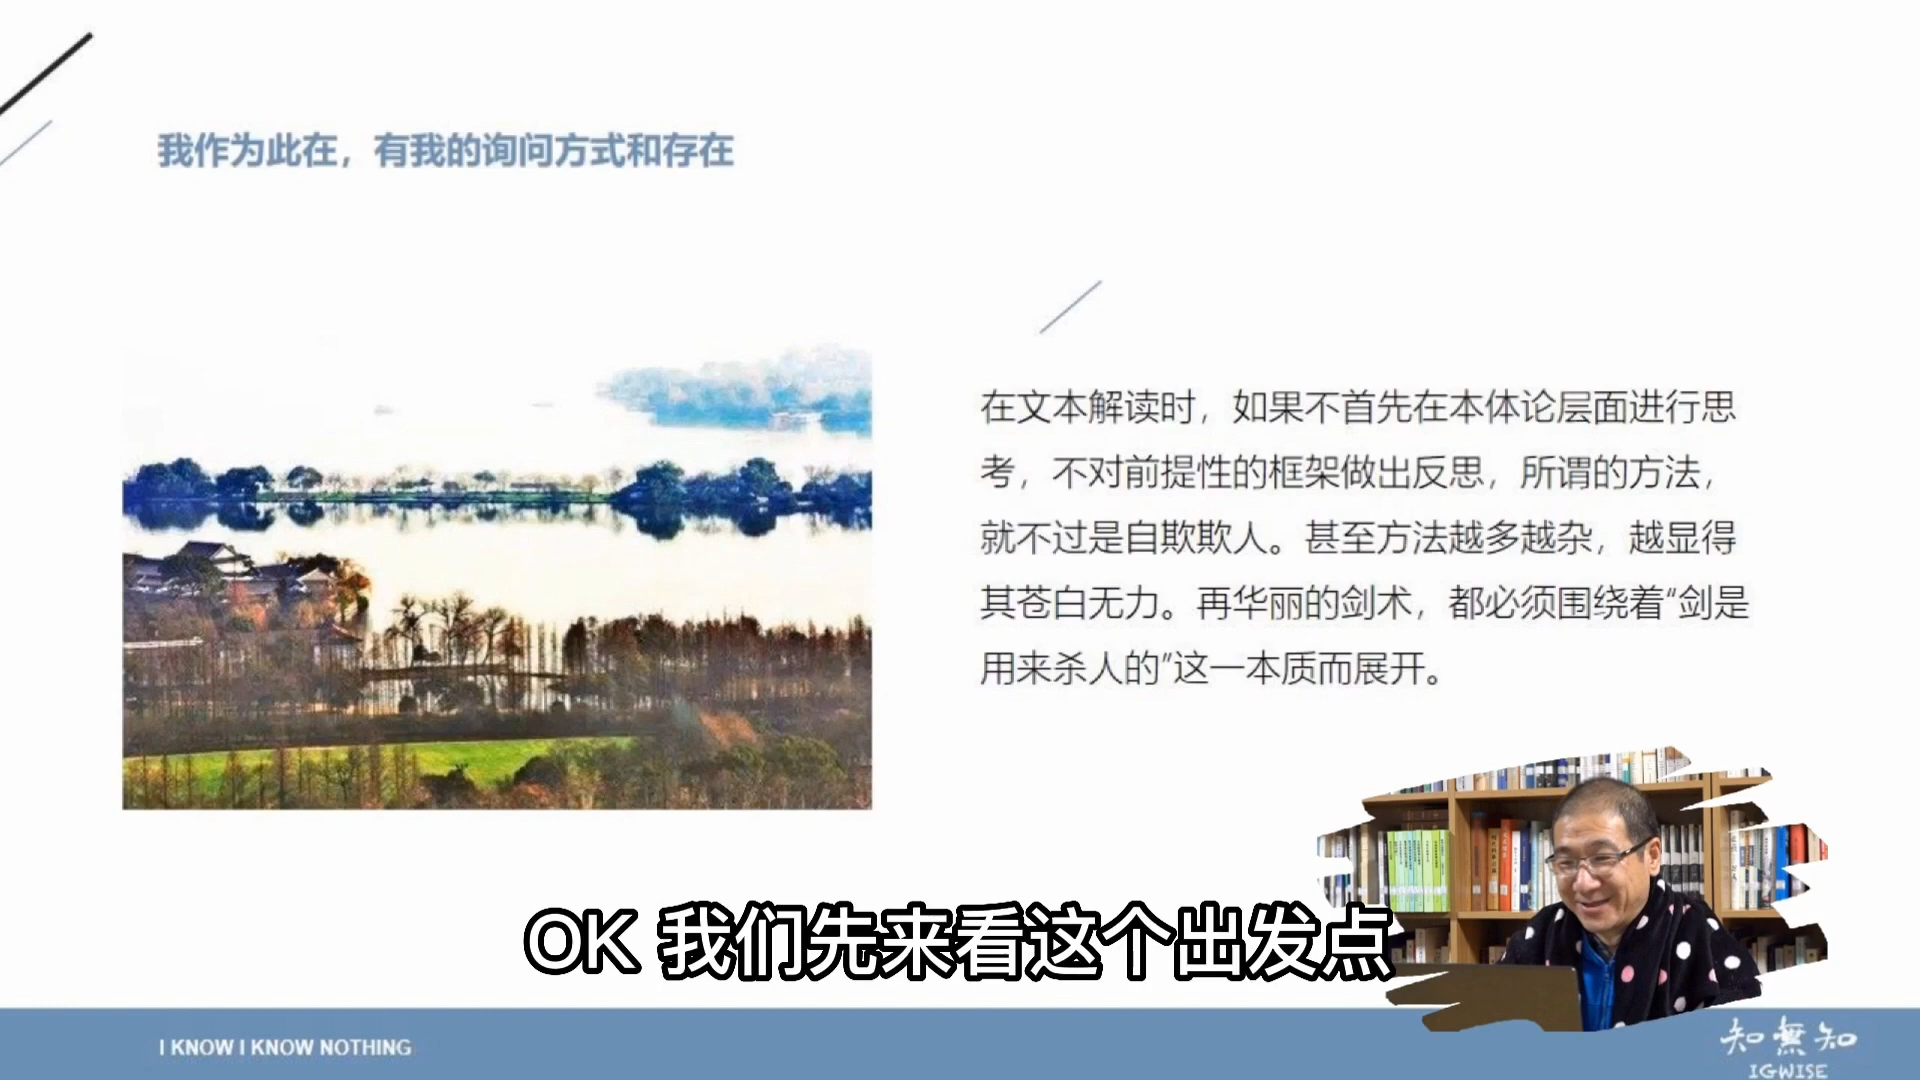 我作为此在，有我的询问方式和存在
在文本解读时，如果不首先在本体论层面进行思
考，不对前提性的框架做出反思，所谓的方法，
就不过是自欺欺人。甚至方法越多越杂，越显得
其苍白无力。再华丽的剑术，都必须围绕着“剑是
用来杀人的”这一本质而展开。
OK 我们先来看这个出发点
I KNOW I KNOW NOTHING
知無知
IGWISE